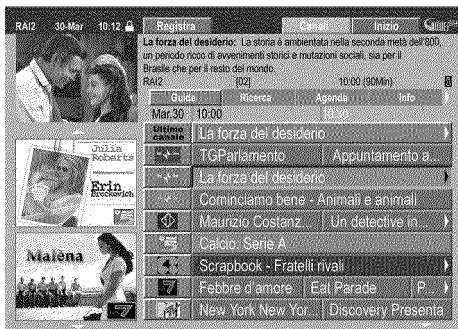 RAI2 30-Mar 10:12
Registra Canali Inizio
La forza del desiderio: La storia è ambientata nella seconda metà dell'800,
un periodo ricco di avvenimenti storici e mutazioni sociali, sia per il
Brasile che per il resto del mondo.
RAI2 [02] 10:00 (90Min)
Guide Ricerca Agenda Info
Mar.30 10:00 10:30
Ultimo
canale
La forza del desiderio
TGParlamento Appuntamento a...
La forza del desiderio
Cominciamo bene - Animali e animali
Maurizio Costanz... Un detective in...
Calcio: Serie A
Scrapbook - Fratelli rivali
Febbre d'amore Eat Parade P...
New York New Yor... Discovery Presenta
Julia
Roberts
Erin
Brockovich
Malèna